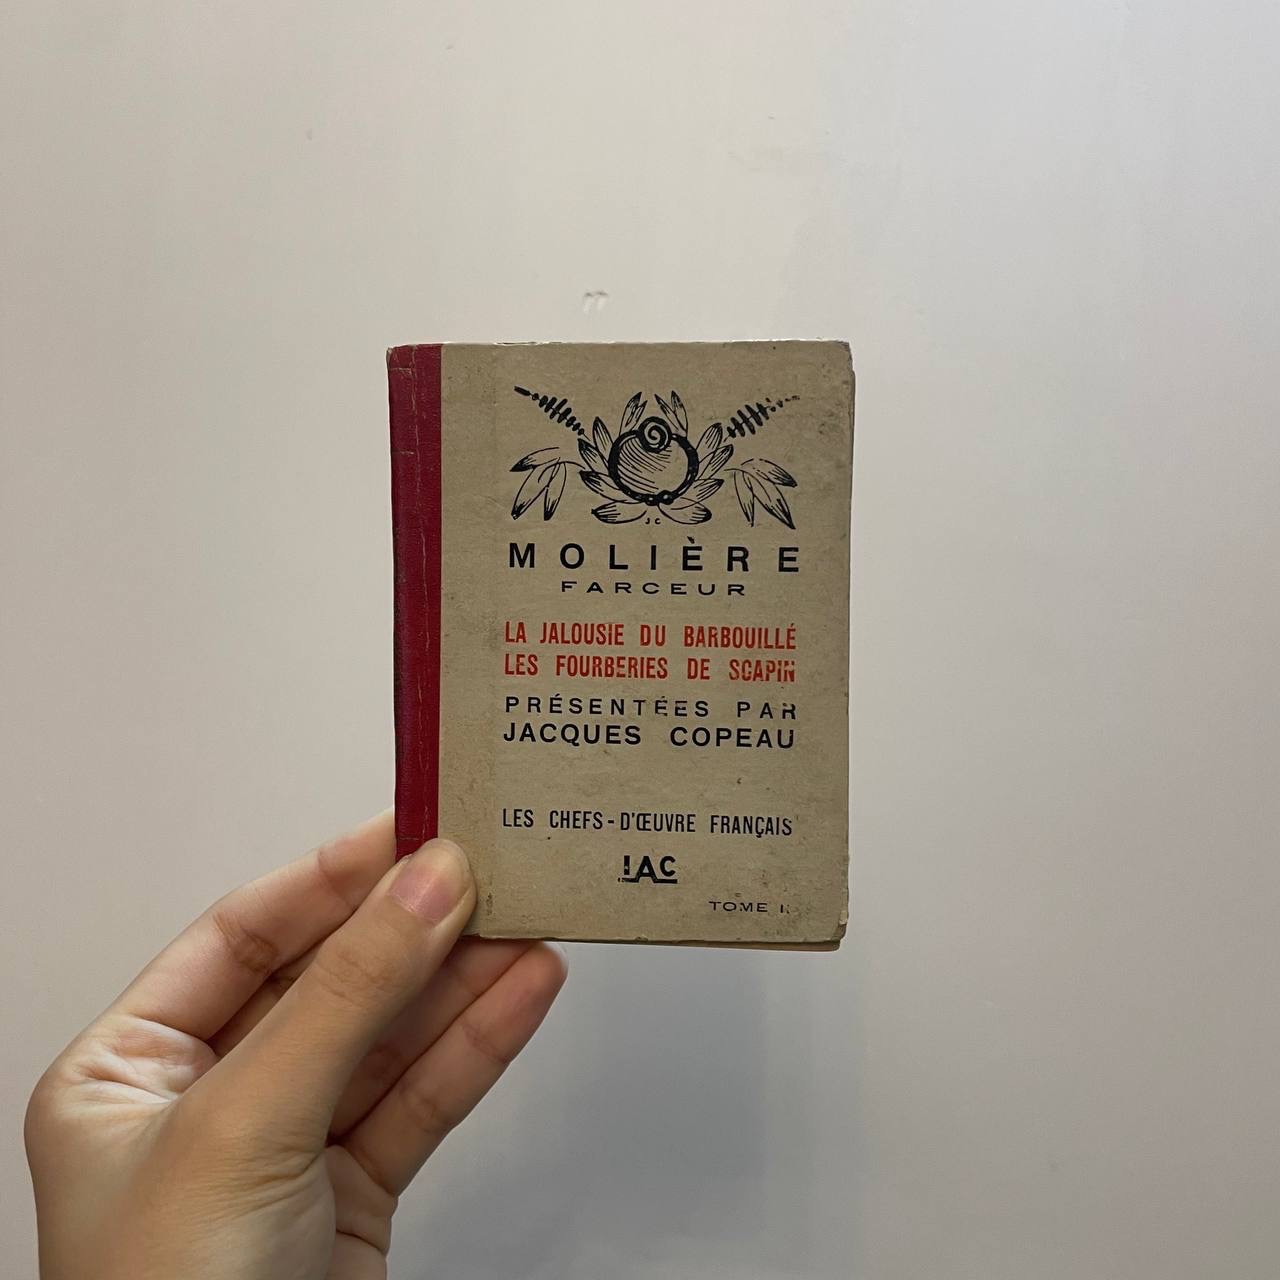 JC
MOLIÈRE
FARCEUR
LA JALOUSIE DU BARBOUILLÉ
LES FOURBERIES DE SCAPIN
PRÉSENTÉES PAR
JACQUES COPEAU
LES CHEFS-D'ŒUVRE FRANÇAIS
IAC
TOME